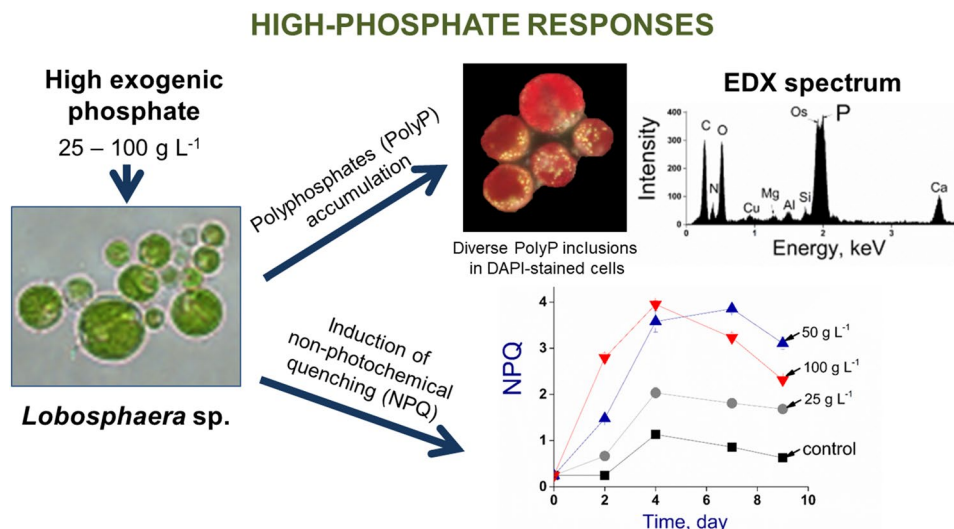 HIGH-PHOSPHATE RESPONSES
High exogenic
phosphate
25 – 100 g L⁻¹
Lobosphaera sp.
Polyphosphates (PolyP)
accumulation
Diverse PolyP inclusions
in DAPI-stained cells
EDX spectrum
Intensity
400
300
200
100
0
C
N
O
Cu
Mg
Al
Si
Os
P
Ca
0 1 2 3
Energy, keV
Induction of
non-photochemical
quenching (NPQ)
NPQ
4
3
2
1
0
50 g L⁻¹
100 g L⁻¹
25 g L⁻¹
control
0 2 4 6 8 10
Time, day